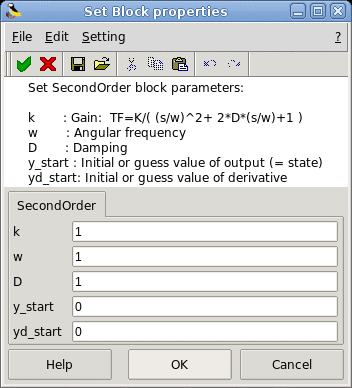 Set Block properties
File Edit Setting ?
Set SecondOrder block parameters:
k : Gain: TF=K/( (s/w)^2+ 2*D*(s/w)+1 )
w : Angular frequency
D : Damping
y_start : Initial or guess value of output (= state)
yd_start: Initial or guess value of derivative
SecondOrder
k 1
w 1
D 1
y_start 0
yd_start 0
Help OK Cancel